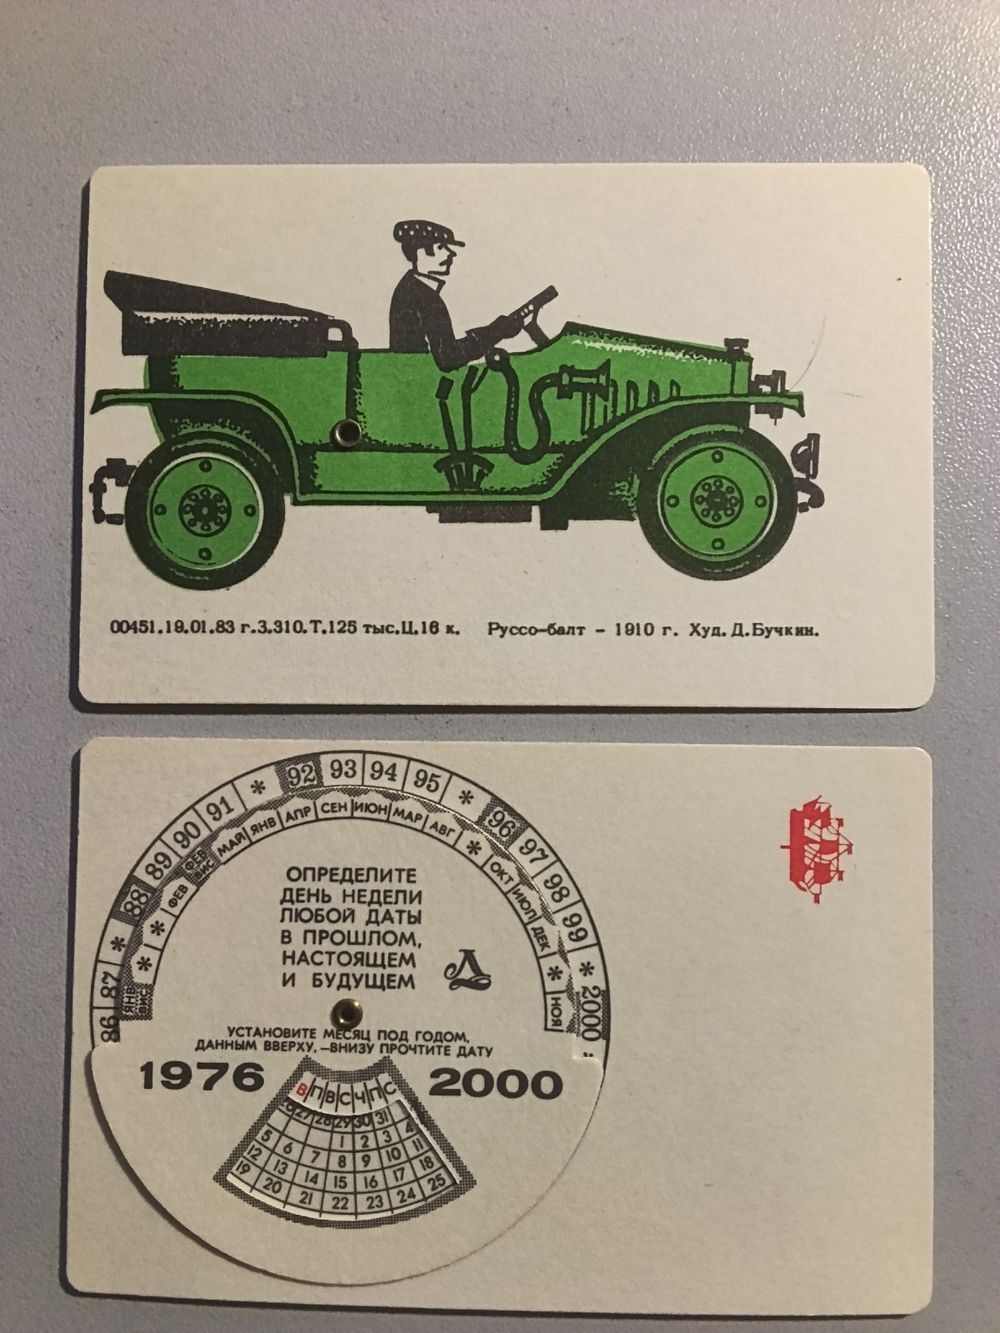 00451.19.01.83 г.З.310.Т.125 тыс.Ц.16 к. Руссо-балт - 1910 г. Худ. Д.Бучкин.
86 87 * 88 89 90 91 * 92 93 94 95 * 96 97 98 99 * 2000
ЯНВ ВИС * * ФЕВ ФЕВ ВИС МАЙ ЯНВ АПР СЕН ИЮН МАР АВГ * ОКТ ИЮЛ ДЕК * НОЯ
ОПРЕДЕЛИТЕ
ДЕНЬ НЕДЕЛИ
ЛЮБОЙ ДАТЫ
В ПРОШЛОМ,
НАСТОЯЩЕМ
И БУДУЩЕМ
УСТАНОВИТЕ МЕСЯЦ ПОД ГОДОМ,
ДАННЫМ ВВЕРХУ,—ВНИЗУ ПРОЧТИТЕ ДАТУ
1976 2000
В П В С Ч П С
26 27 28 29 30 31
1 2 3 4
5 6 7 8 9 10 11
12 13 14 15 16 17 18
19 20 21 22 23 24 25